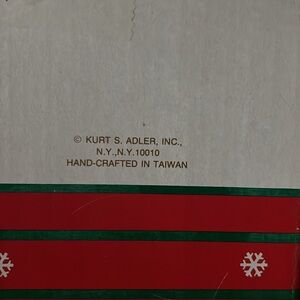 © KURT S. ADLER, INC.,
N.Y.,N.Y.10010
HAND-CRAFTED IN TAIWAN